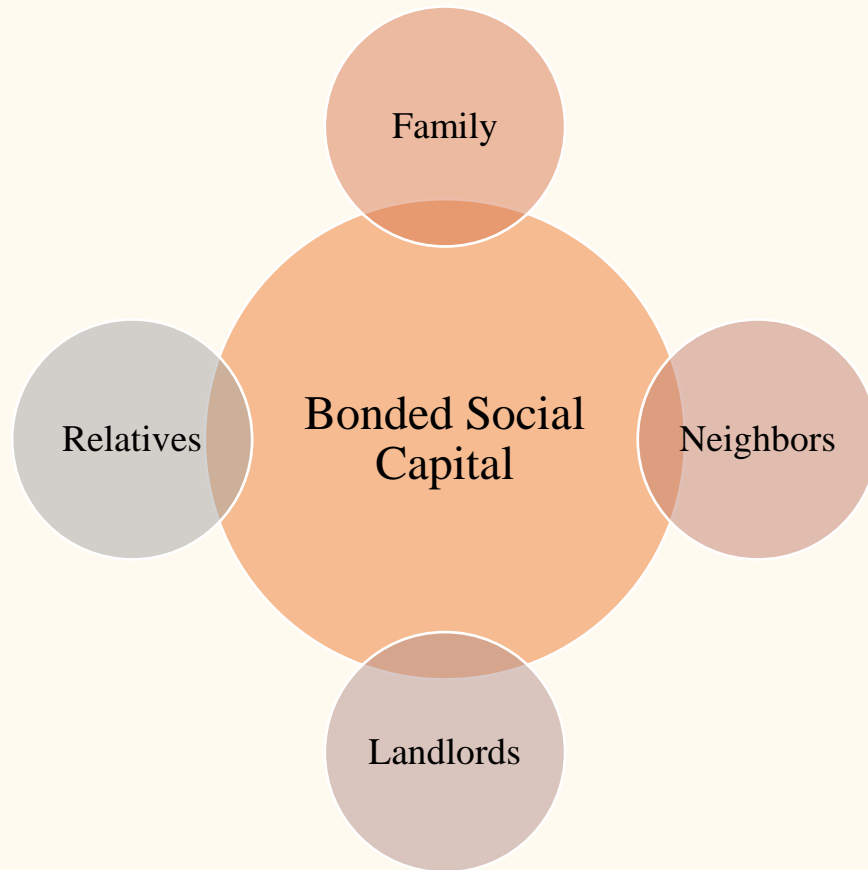 Family
Relatives
Bonded Social
Capital
Neighbors
Landlords